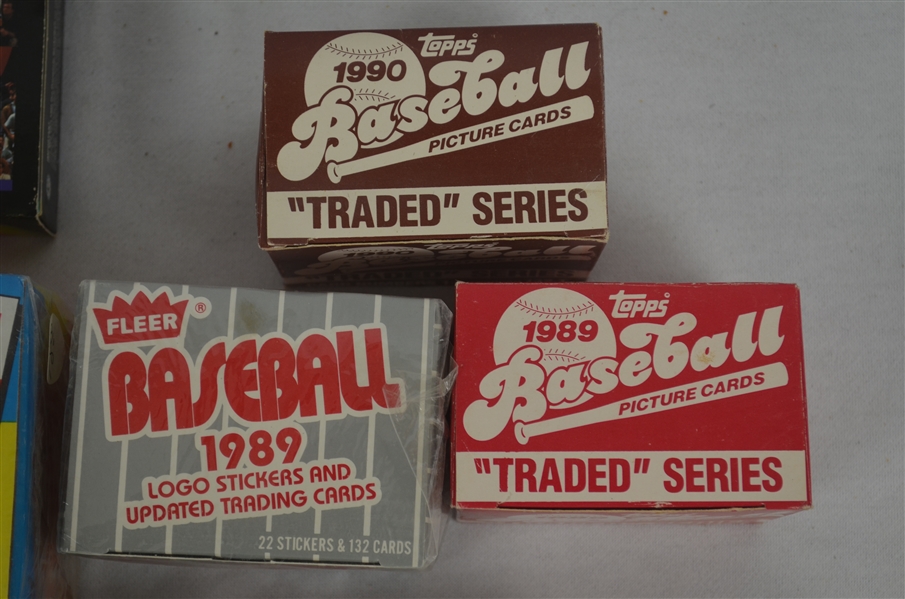 Topps
1990
Baseball
PICTURE CARDS
"TRADED" SERIES
Baseball
FLEER ®
BASEBALL
1989
LOGO STICKERS AND
UPDATED TRADING CARDS
22 STICKERS & 132 CARDS
Topps
1989
Baseball
PICTURE CARDS
"TRADED" SERIES